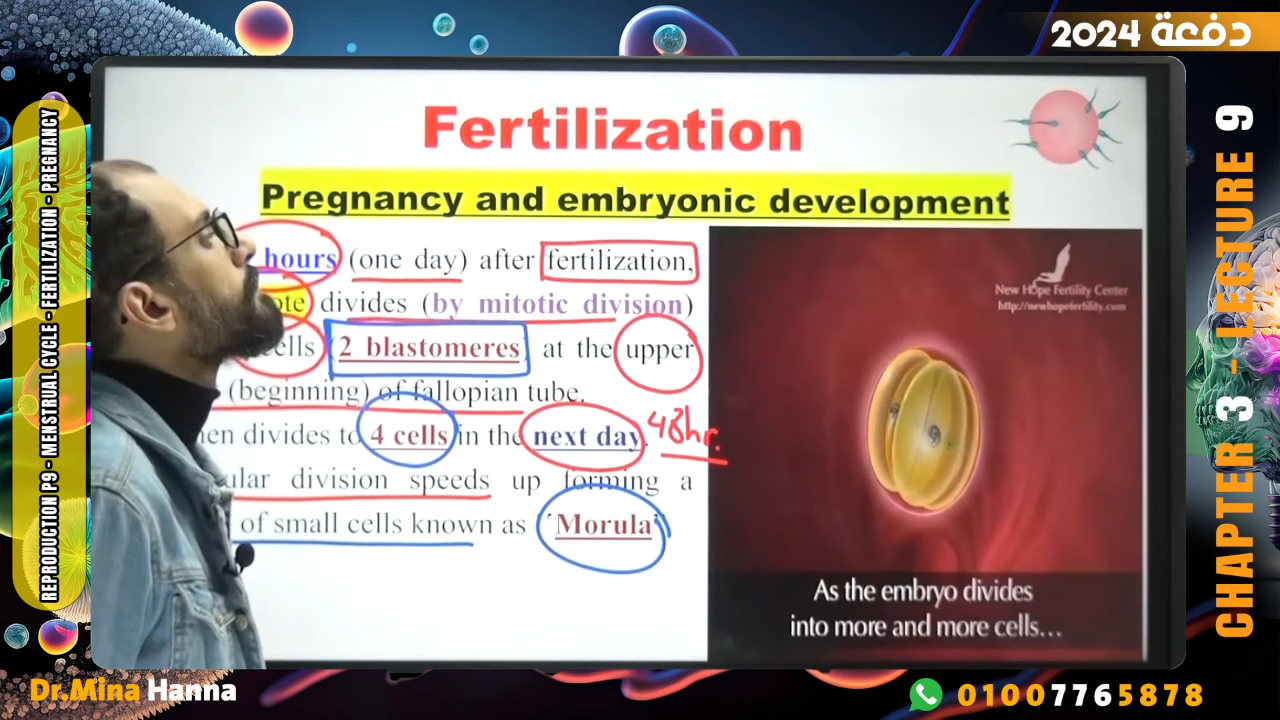 دفعة 2024
REPRODUCTION P9 - MENSTRUAL CYCLE - FERTILIZATION - PREGNANCY
Fertilization
Pregnancy and embryonic development
hours (one day) after fertilization,
divides (by mitotic division)
cells 2 blastomeres at the upper
(beginning) of fallopian tube.
divides to 4 cells in the next day. 48hr.
division speeds up forming a
of small cells known as "Morula"
New Hope Fertility Center
http://newhopefertility.com
As the embryo divides
into more and more cells...
CHAPTER 3 - LECTURE 9
Dr.Mina Hanna
01007765878